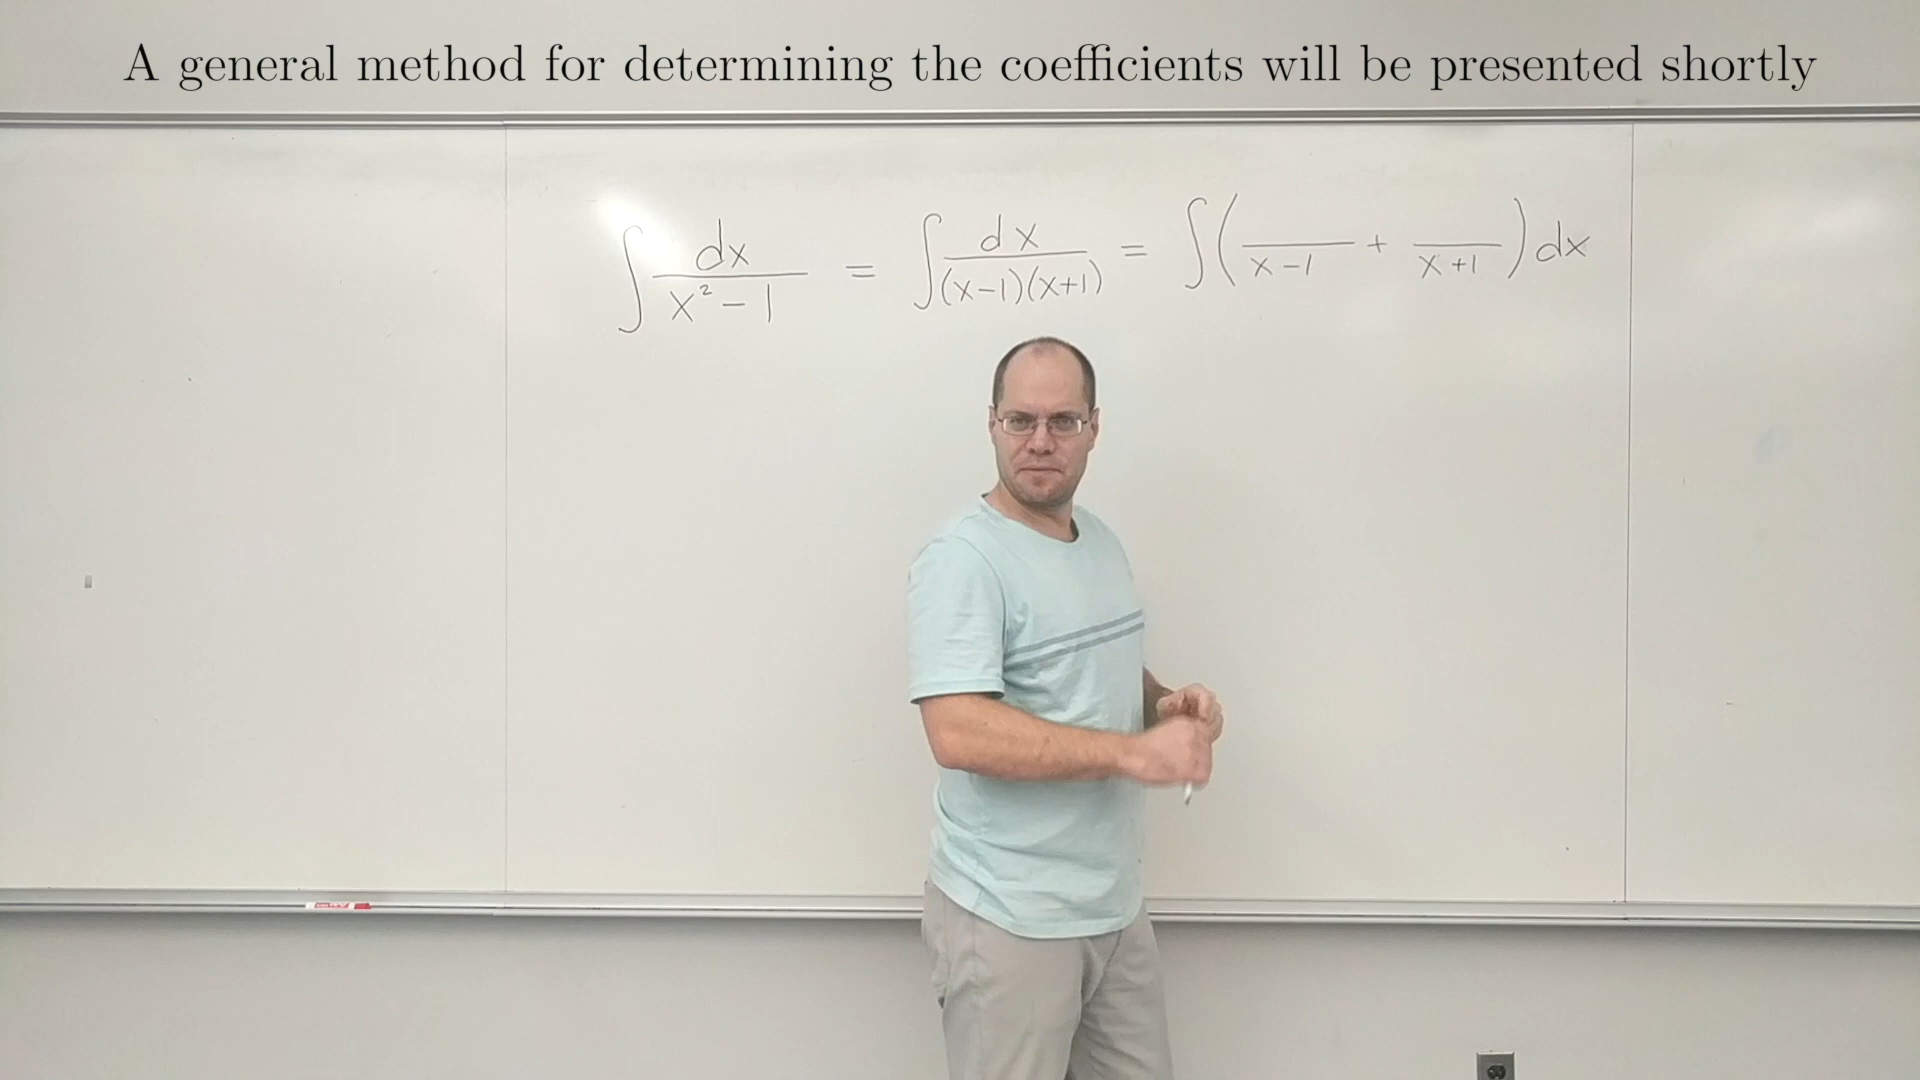 A general method for determining the coefficients will be presented shortly
∫ dx / (x² − 1) = ∫ dx / ((x−1)(x+1)) = ∫ ( / (x−1) + / (x+1) ) dx